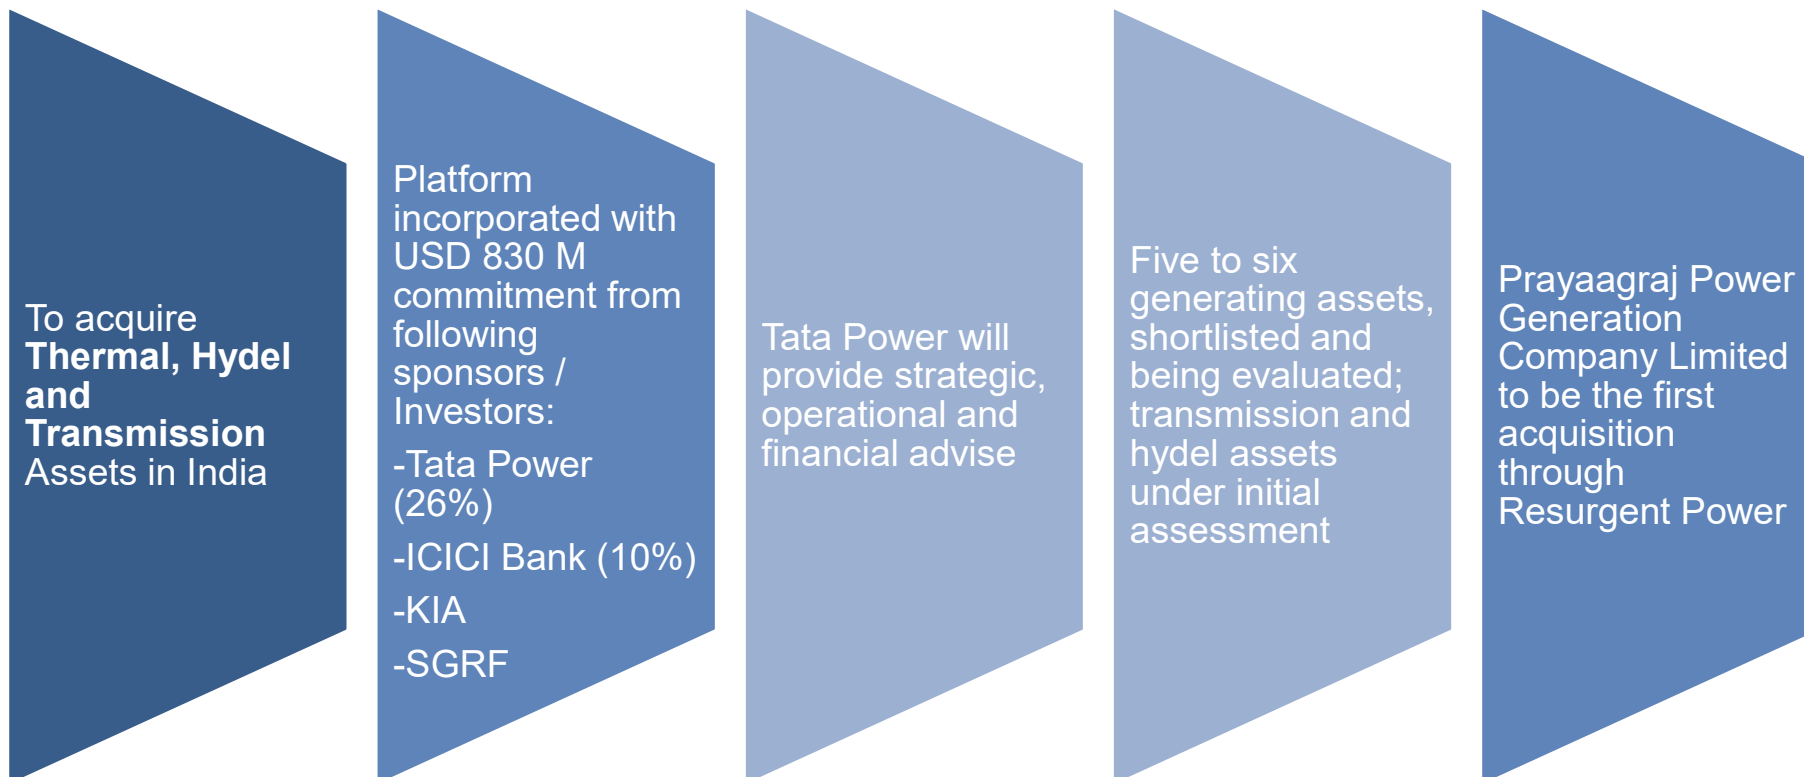 To acquire
Thermal, Hydel
and
Transmission
Assets in India
Platform
incorporated with
USD 830 M
commitment from
following
sponsors /
Investors:
-Tata Power
(26%)
-ICICI Bank (10%)
-KIA
-SGRF
Tata Power will
provide strategic,
operational and
financial advise
Five to six
generating assets,
shortlisted and
being evaluated;
transmission and
hydel assets
under initial
assessment
Prayaagraj Power
Generation
Company Limited
to be the first
acquisition
through
Resurgent Power